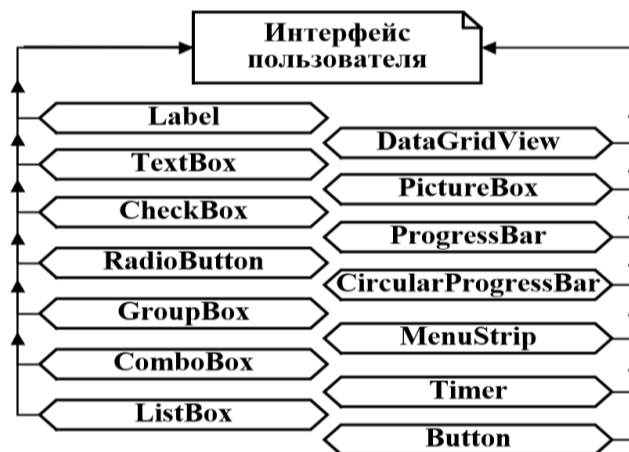 Интерфейс
пользователя
Label
TextBox
CheckBox
RadioButton
GroupBox
ComboBox
ListBox
DataGridView
PictureBox
ProgressBar
CircularProgressBar
MenuStrip
Timer
Button